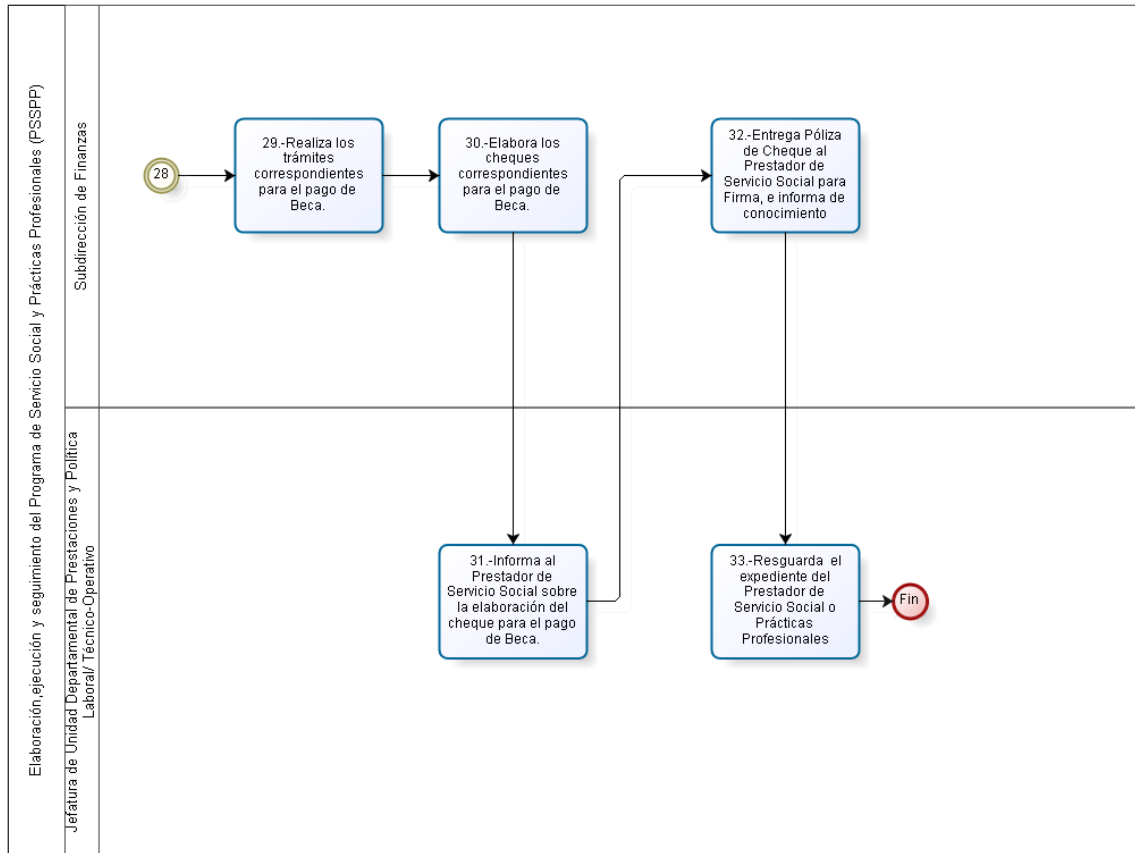 Elaboración,ejecución y seguimiento del Programa de Servicio Social y Prácticas Profesionales (PSSPP)
Subdirección de Finanzas
28
29.-Realiza los
trámites
correspondientes
para el pago de
Beca.
30.-Elabora los
cheques
correspondientes
para el pago de
Beca.
32.-Entrega Póliza
de Cheque al
Prestador de
Servicio Social para
Firma, e informa de
conocimiento
Jefatura de Unidad Departamental de Prestaciones y Política
Laboral/ Técnico-Operativo
31.-Informa al
Prestador de
Servicio Social sobre
la elaboración del
cheque para el pago
de Beca.
33.-Resguarda el
expediente del
Prestador de
Servicio Social o
Prácticas
Profesionales
Fin